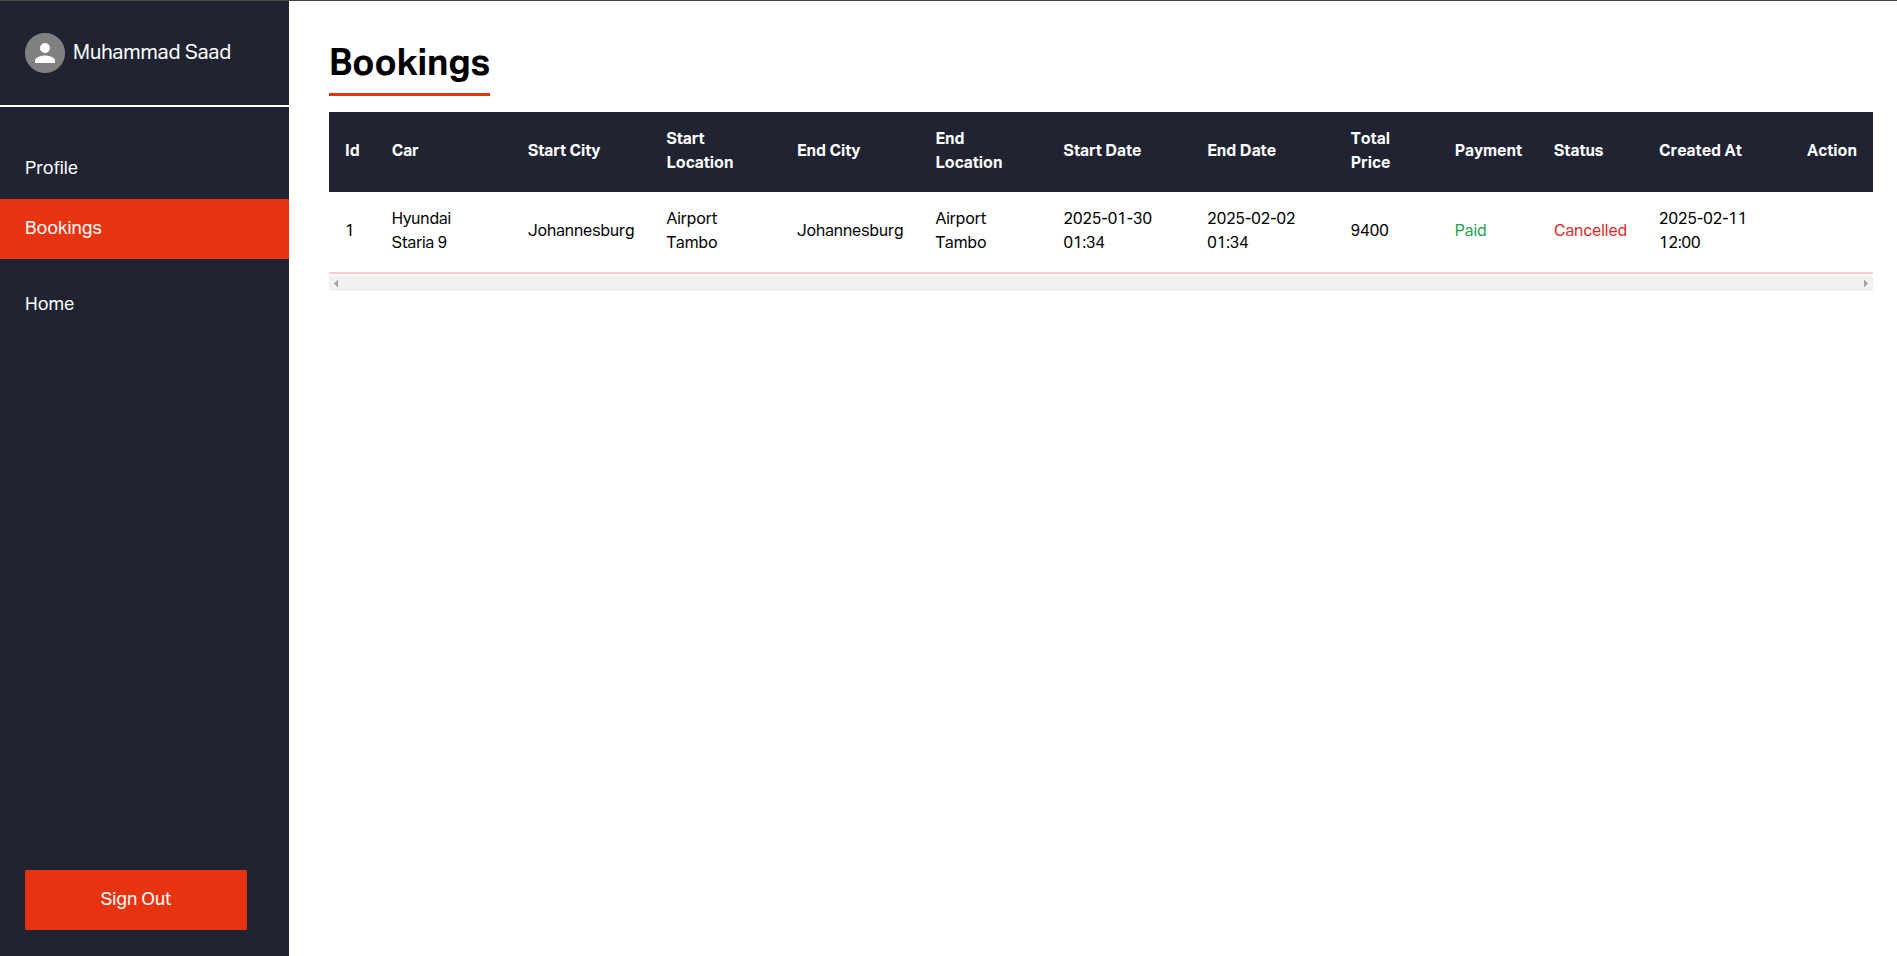 Muhammad Saad
Profile
Bookings
Home
Sign Out
Bookings
Id Car Start City Start Location End City End Location Start Date End Date Total Price Payment Status Created At Action
1 Hyundai Staria 9 Johannesburg Airport Tambo Johannesburg Airport Tambo 2025-01-30 01:34 2025-02-02 01:34 9400 Paid Cancelled 2025-02-11 12:00